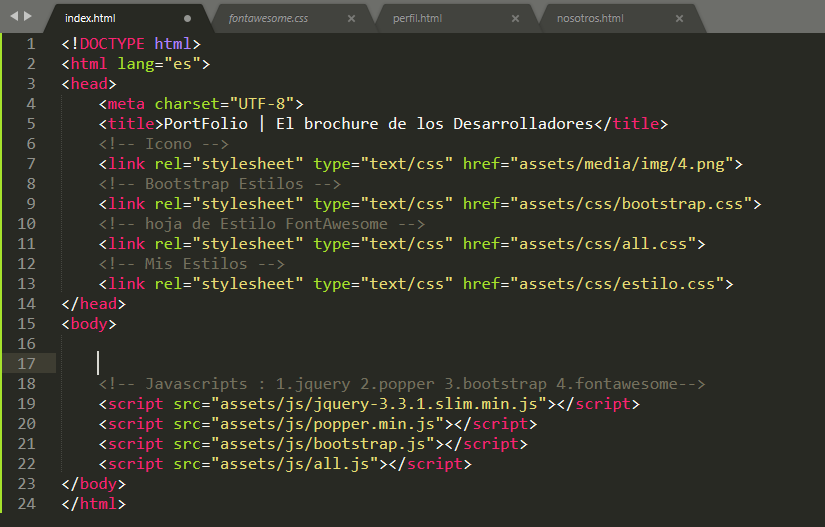 index.html fontawesome.css perfil.html nosotros.html
1 <!DOCTYPE html>
2 <html lang="es">
3 <head>
4 <meta charset="UTF-8">
5 <title>PortFolio | El brochure de los Desarrolladores</title>
6 <!-- Icono -->
7 <link rel="stylesheet" type="text/css" href="assets/media/img/4.png">
8 <!-- Bootstrap Estilos -->
9 <link rel="stylesheet" type="text/css" href="assets/css/bootstrap.css">
10 <!-- hoja de Estilo FontAwesome -->
11 <link rel="stylesheet" type="text/css" href="assets/css/all.css">
12 <!-- Mis Estilos -->
13 <link rel="stylesheet" type="text/css" href="assets/css/estilo.css">
14 </head>
15 <body>
16
17
18 <!-- Javascripts : 1.jquery 2.popper 3.bootstrap 4.fontawesome-->
19 <script src="assets/js/jquery-3.3.1.slim.min.js"></script>
20 <script src="assets/js/popper.min.js"></script>
21 <script src="assets/js/bootstrap.js"></script>
22 <script src="assets/js/all.js"></script>
23 </body>
24 </html>